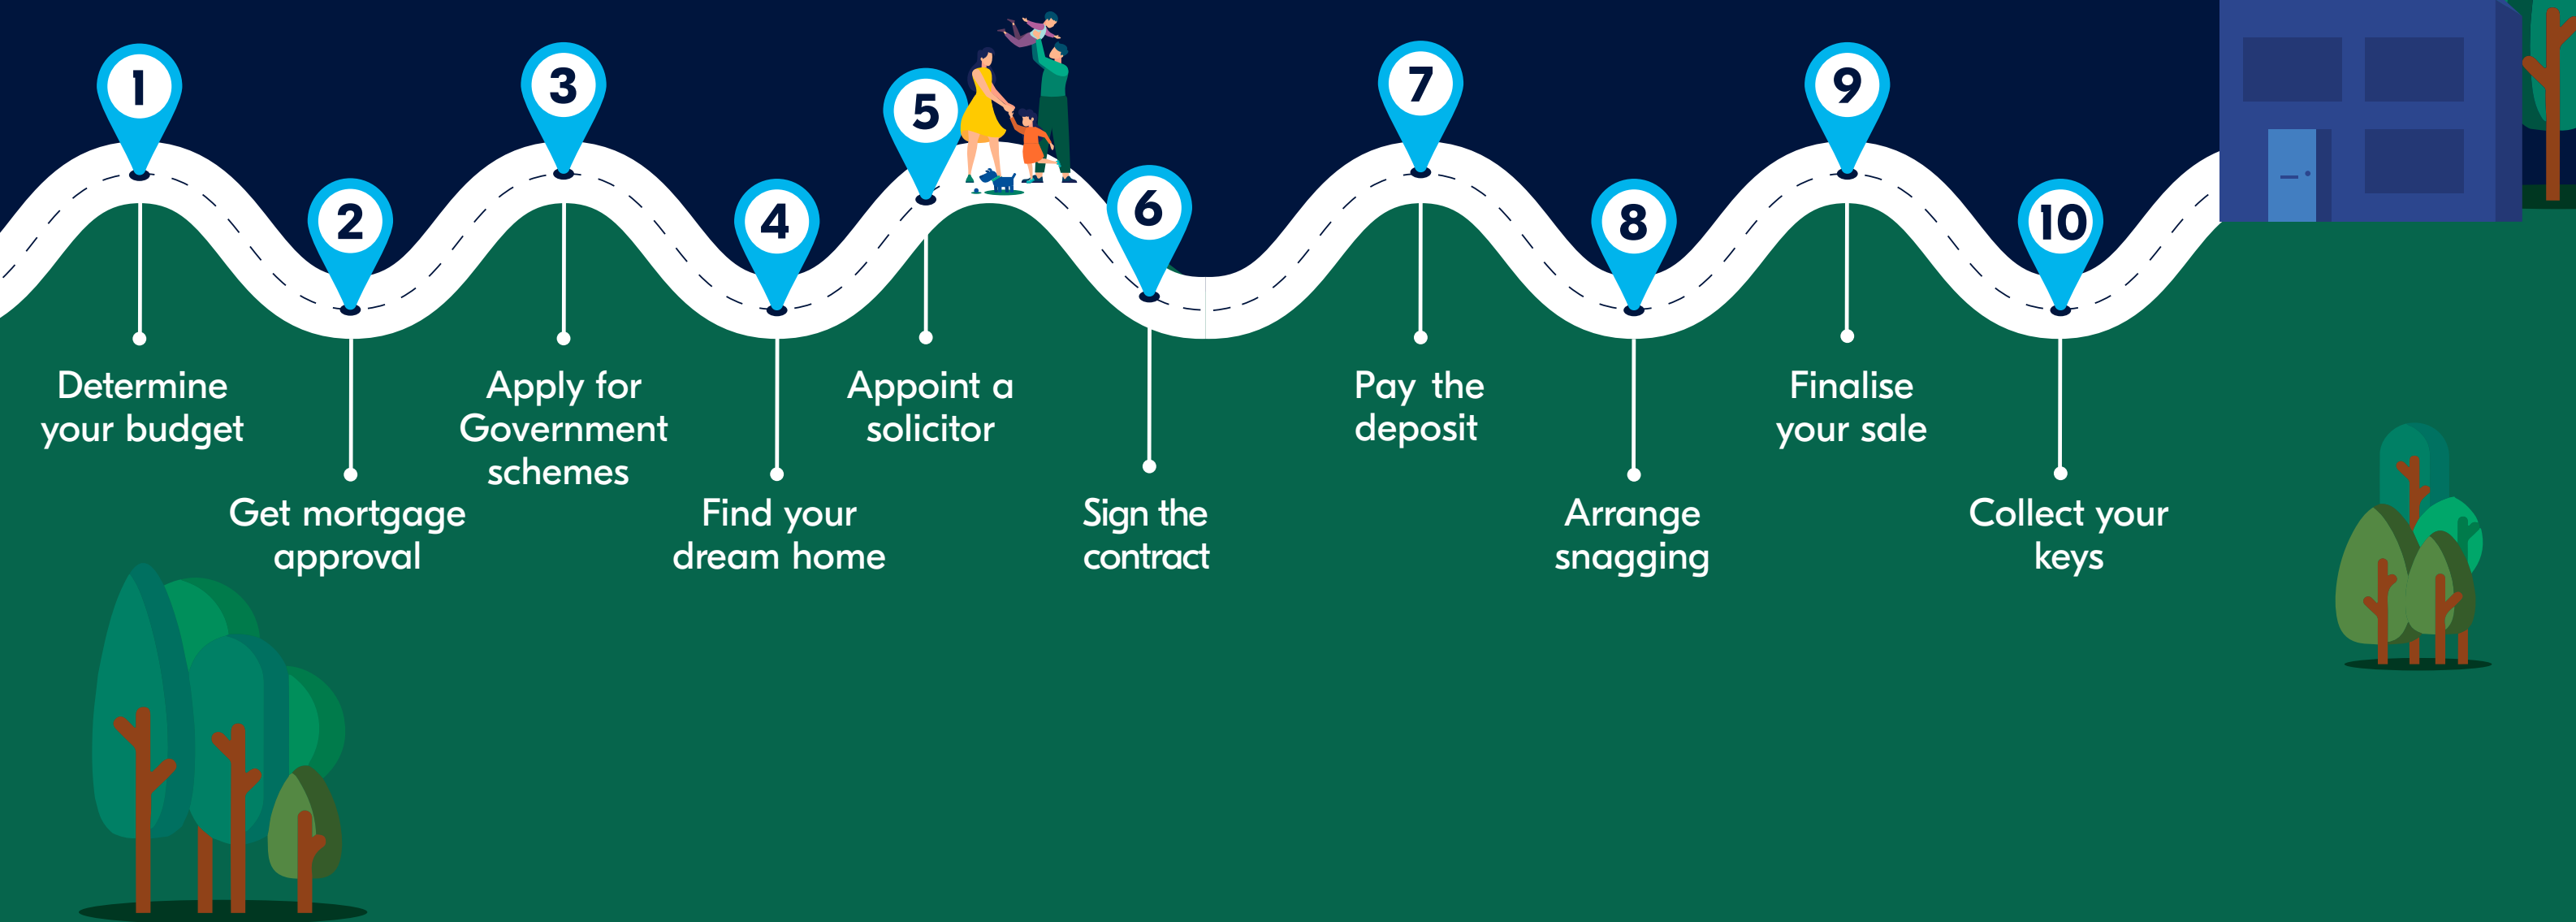 1
Determine
your budget
2
Get mortgage
approval
3
Apply for
Government
schemes
4
Find your
dream home
5
Appoint a
solicitor
6
Sign the
contract
7
Pay the
deposit
8
Arrange
snagging
9
Finalise
your sale
10
Collect your
keys